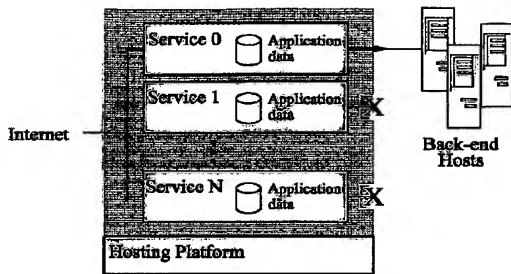 Service 0
Application
data
Service 1
Application
data
Internet
X
Back-end
Hosts
Service N
Application
data
X
Hosting Platform